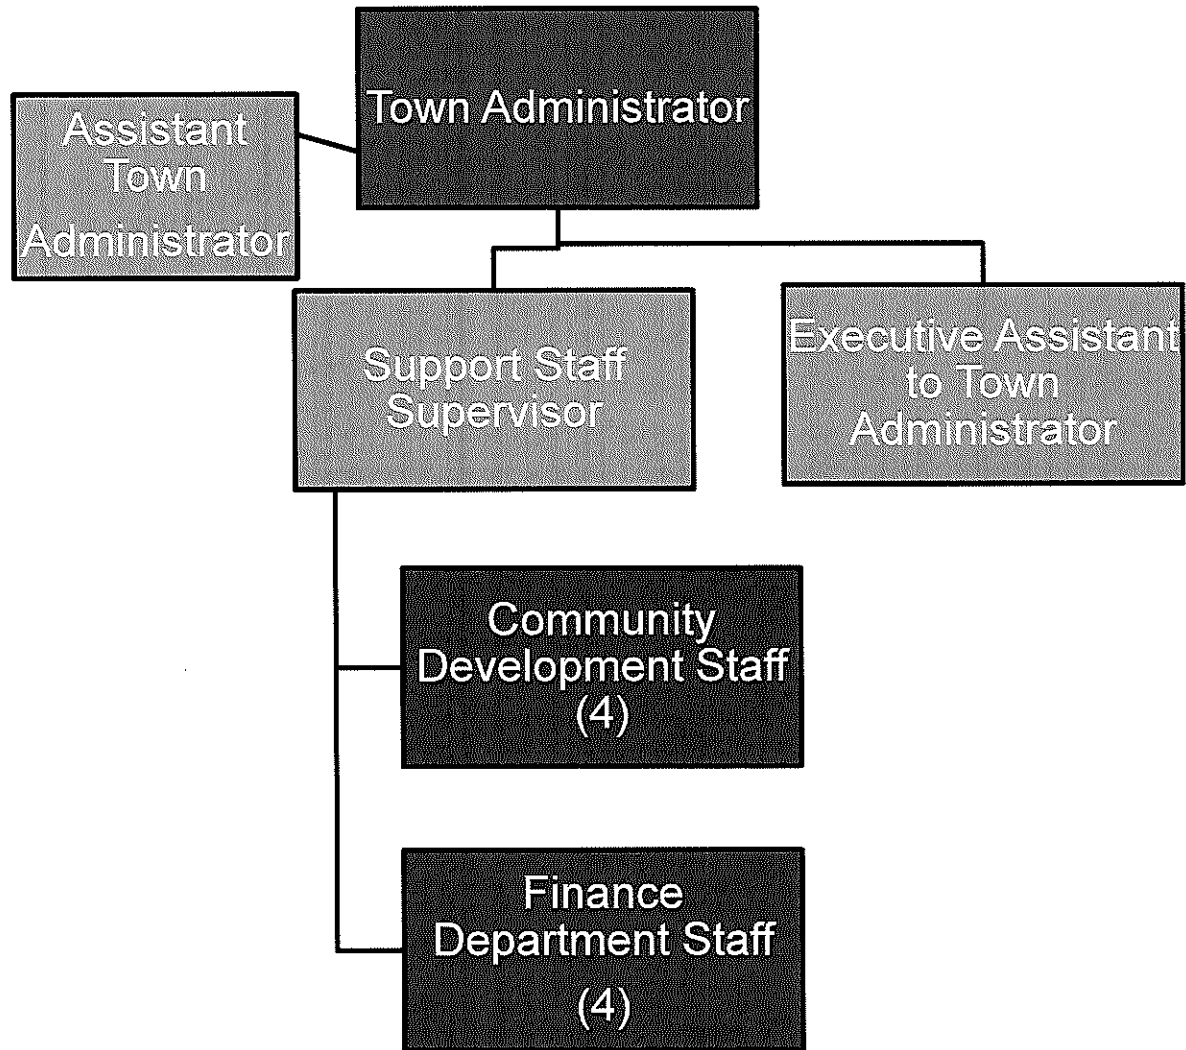 Town Administrator
Assistant
Town
Administrator
Support Staff
Supervisor
Executive Assistant
to Town
Administrator
Community
Development Staff
(4)
Finance
Department Staff
(4)